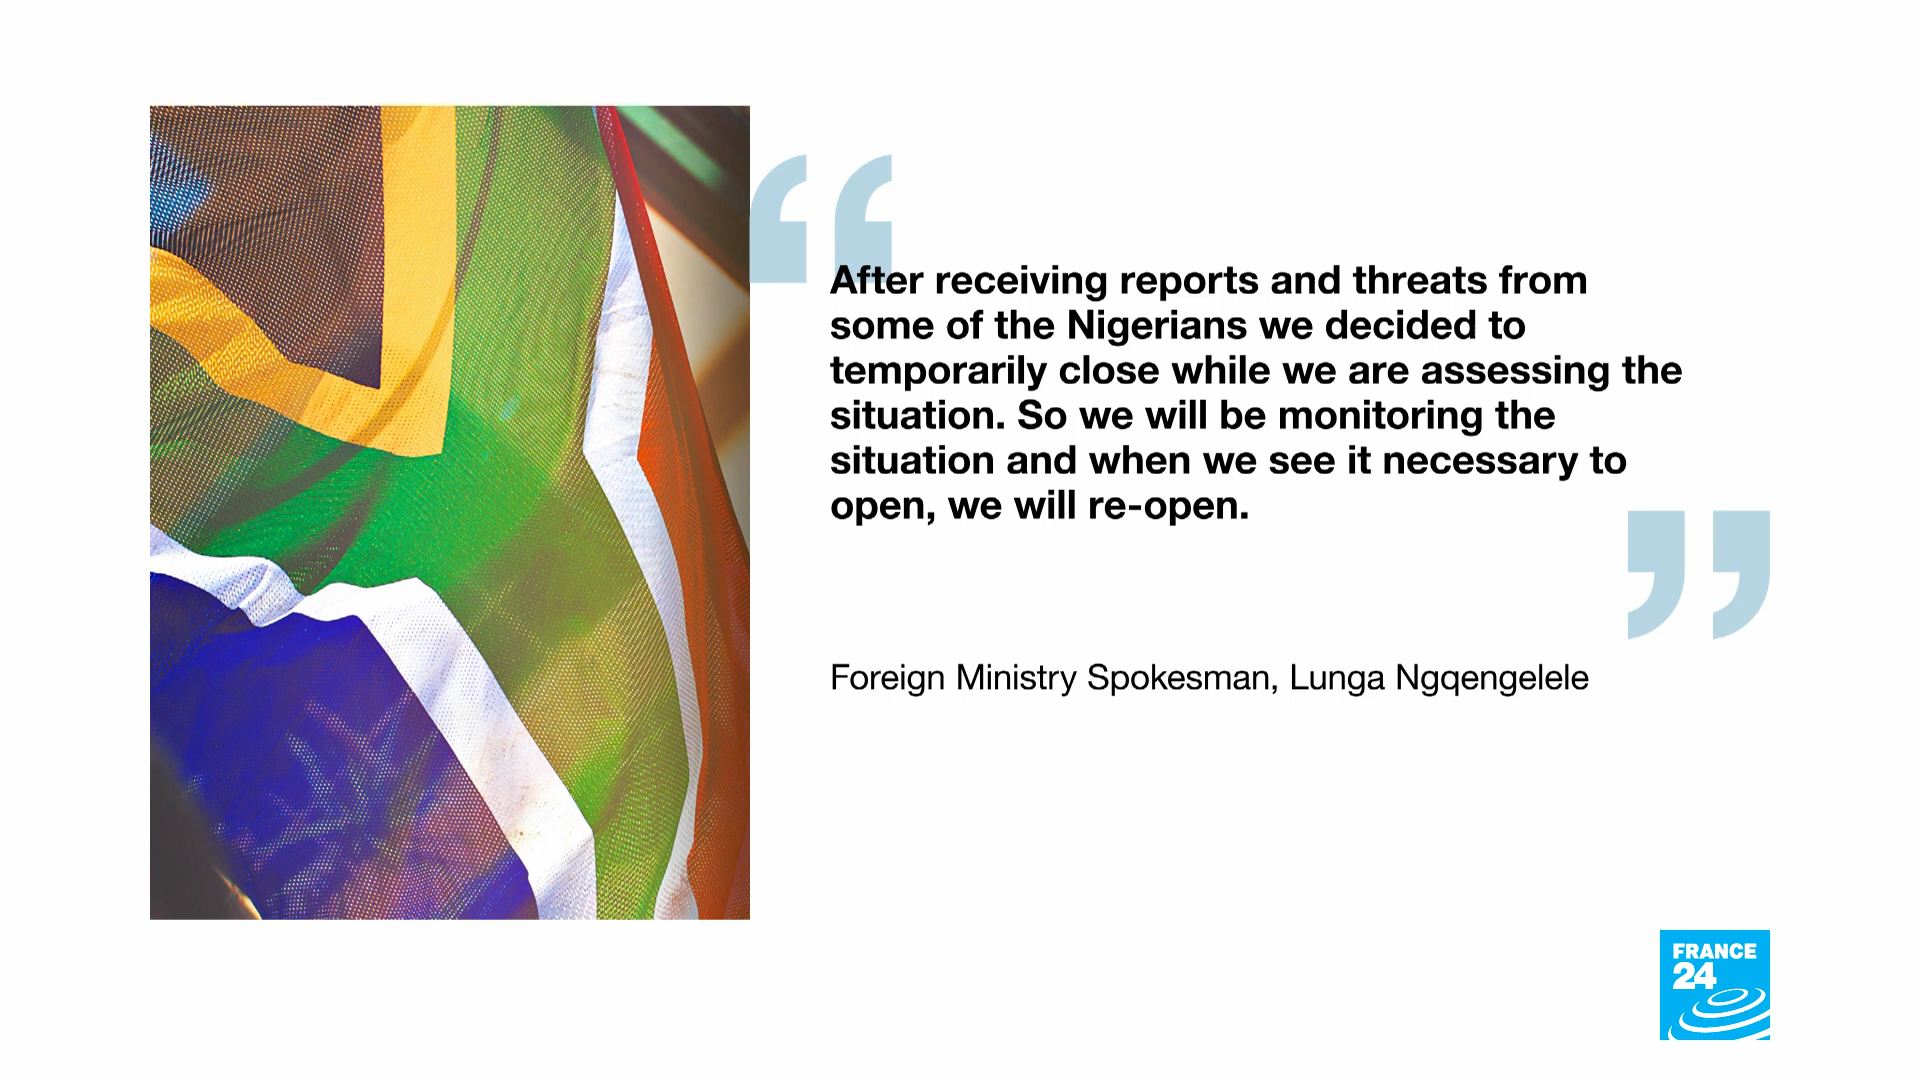 After receiving reports and threats from
some of the Nigerians we decided to
temporarily close while we are assessing the
situation. So we will be monitoring the
situation and when we see it necessary to
open, we will re-open.
Foreign Ministry Spokesman, Lunga Ngqengelele
FRANCE
24